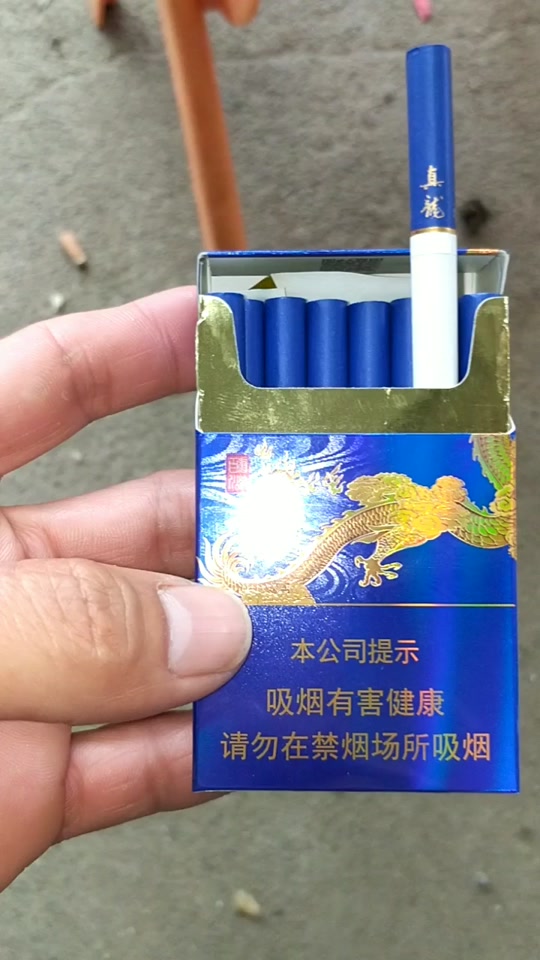 真龍
本公司提示
吸烟有害健康
请勿在禁烟场所吸烟